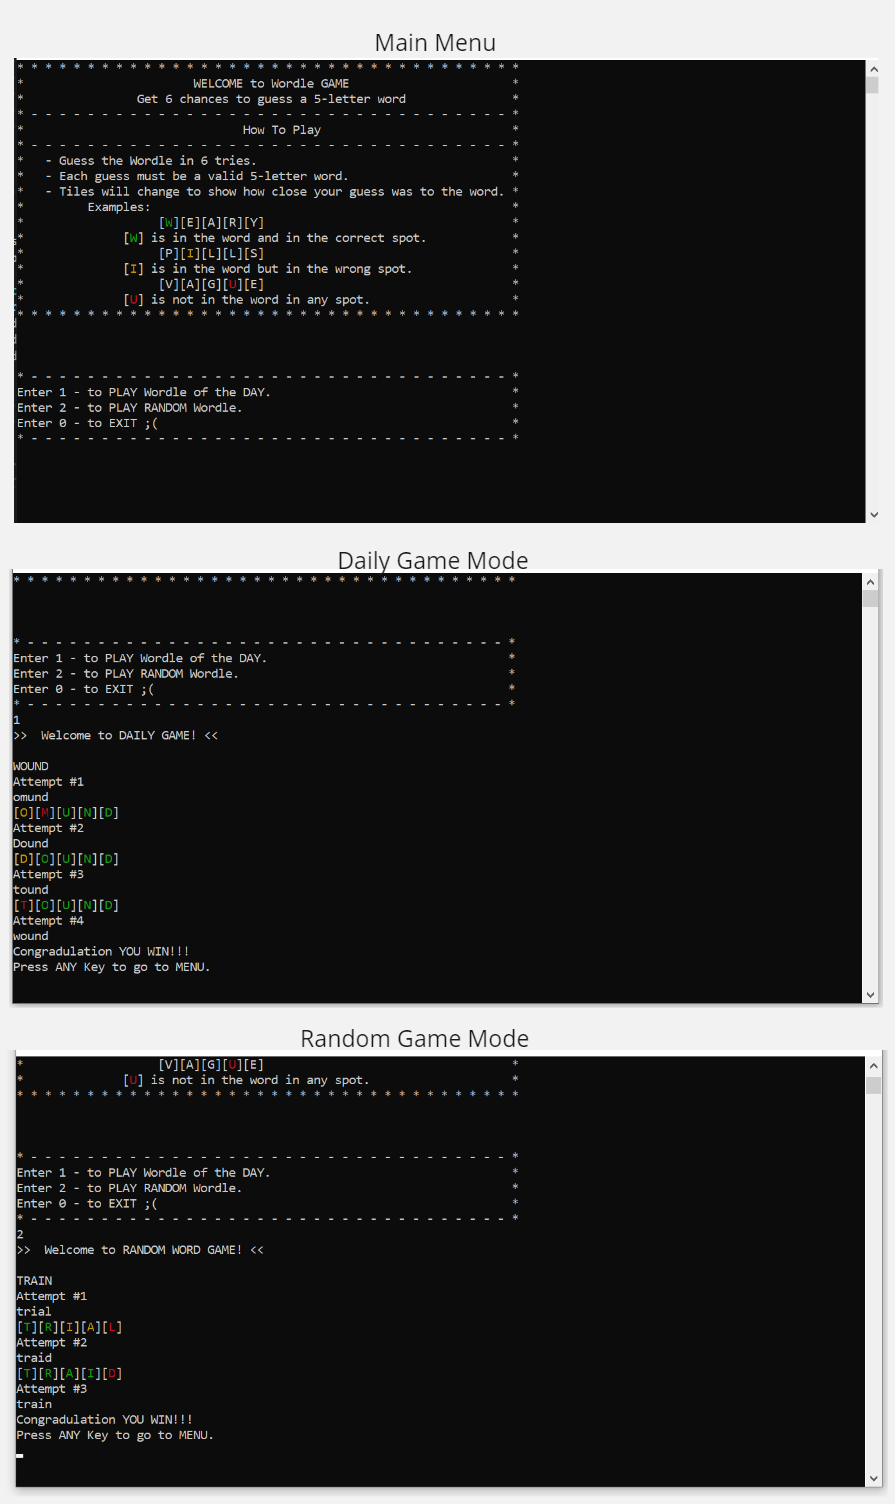 Main Menu
* * * * * * * * * * * * * * * * * * * * * * * * * * * * * * * * * * * *
* WELCOME to Wordle GAME *
* Get 6 chances to guess a 5-letter word *
* - - - - - - - - - - - - - - - - - - - - - - - - - - - - - - - - - - *
* How To Play *
* - - - - - - - - - - - - - - - - - - - - - - - - - - - - - - - - - - *
* - Guess the Wordle in 6 tries. *
* - Each guess must be a valid 5-letter word. *
* - Tiles will change to show how close your guess was to the word. *
* Examples: *
* [W][E][A][R][Y] *
* [W] is in the word and in the correct spot. *
* [P][I][L][L][S] *
* [I] is in the word but in the wrong spot. *
* [V][A][G][U][E] *
* [U] is not in the word in any spot. *
* * * * * * * * * * * * * * * * * * * * * * * * * * * * * * * * * * * *
* - - - - - - - - - - - - - - - - - - - - - - - - - - - - - - - - - - *
Enter 1 - to PLAY Wordle of the DAY. *
Enter 2 - to PLAY RANDOM Wordle. *
Enter 0 - to EXIT ;( *
* - - - - - - - - - - - - - - - - - - - - - - - - - - - - - - - - - - *
Daily Game Mode
* * * * * * * * * * * * * * * * * * * * * * * * * * * * * * * * * * * *
* - - - - - - - - - - - - - - - - - - - - - - - - - - - - - - - - - - *
Enter 1 - to PLAY Wordle of the DAY. *
Enter 2 - to PLAY RANDOM Wordle. *
Enter 0 - to EXIT ;( *
* - - - - - - - - - - - - - - - - - - - - - - - - - - - - - - - - - - *
1
>> Welcome to DAILY GAME! <<
WOUND
Attempt #1
omund
[O][M][U][N][D]
Attempt #2
Dound
[D][O][U][N][D]
Attempt #3
tound
[T][O][U][N][D]
Attempt #4
wound
Congradulation YOU WIN!!!
Press ANY Key to go to MENU.
Random Game Mode
* [V][A][G][U][E] *
* [U] is not in the word in any spot. *
* * * * * * * * * * * * * * * * * * * * * * * * * * * * * * * * * * * *
* - - - - - - - - - - - - - - - - - - - - - - - - - - - - - - - - - - *
Enter 1 - to PLAY Wordle of the DAY. *
Enter 2 - to PLAY RANDOM Wordle. *
Enter 0 - to EXIT ;( *
* - - - - - - - - - - - - - - - - - - - - - - - - - - - - - - - - - - *
2
>> Welcome to RANDOM WORD GAME! <<
TRAIN
Attempt #1
trial
[T][R][I][A][L]
Attempt #2
traid
[T][R][A][I][D]
Attempt #3
train
Congradulation YOU WIN!!!
Press ANY Key to go to MENU.